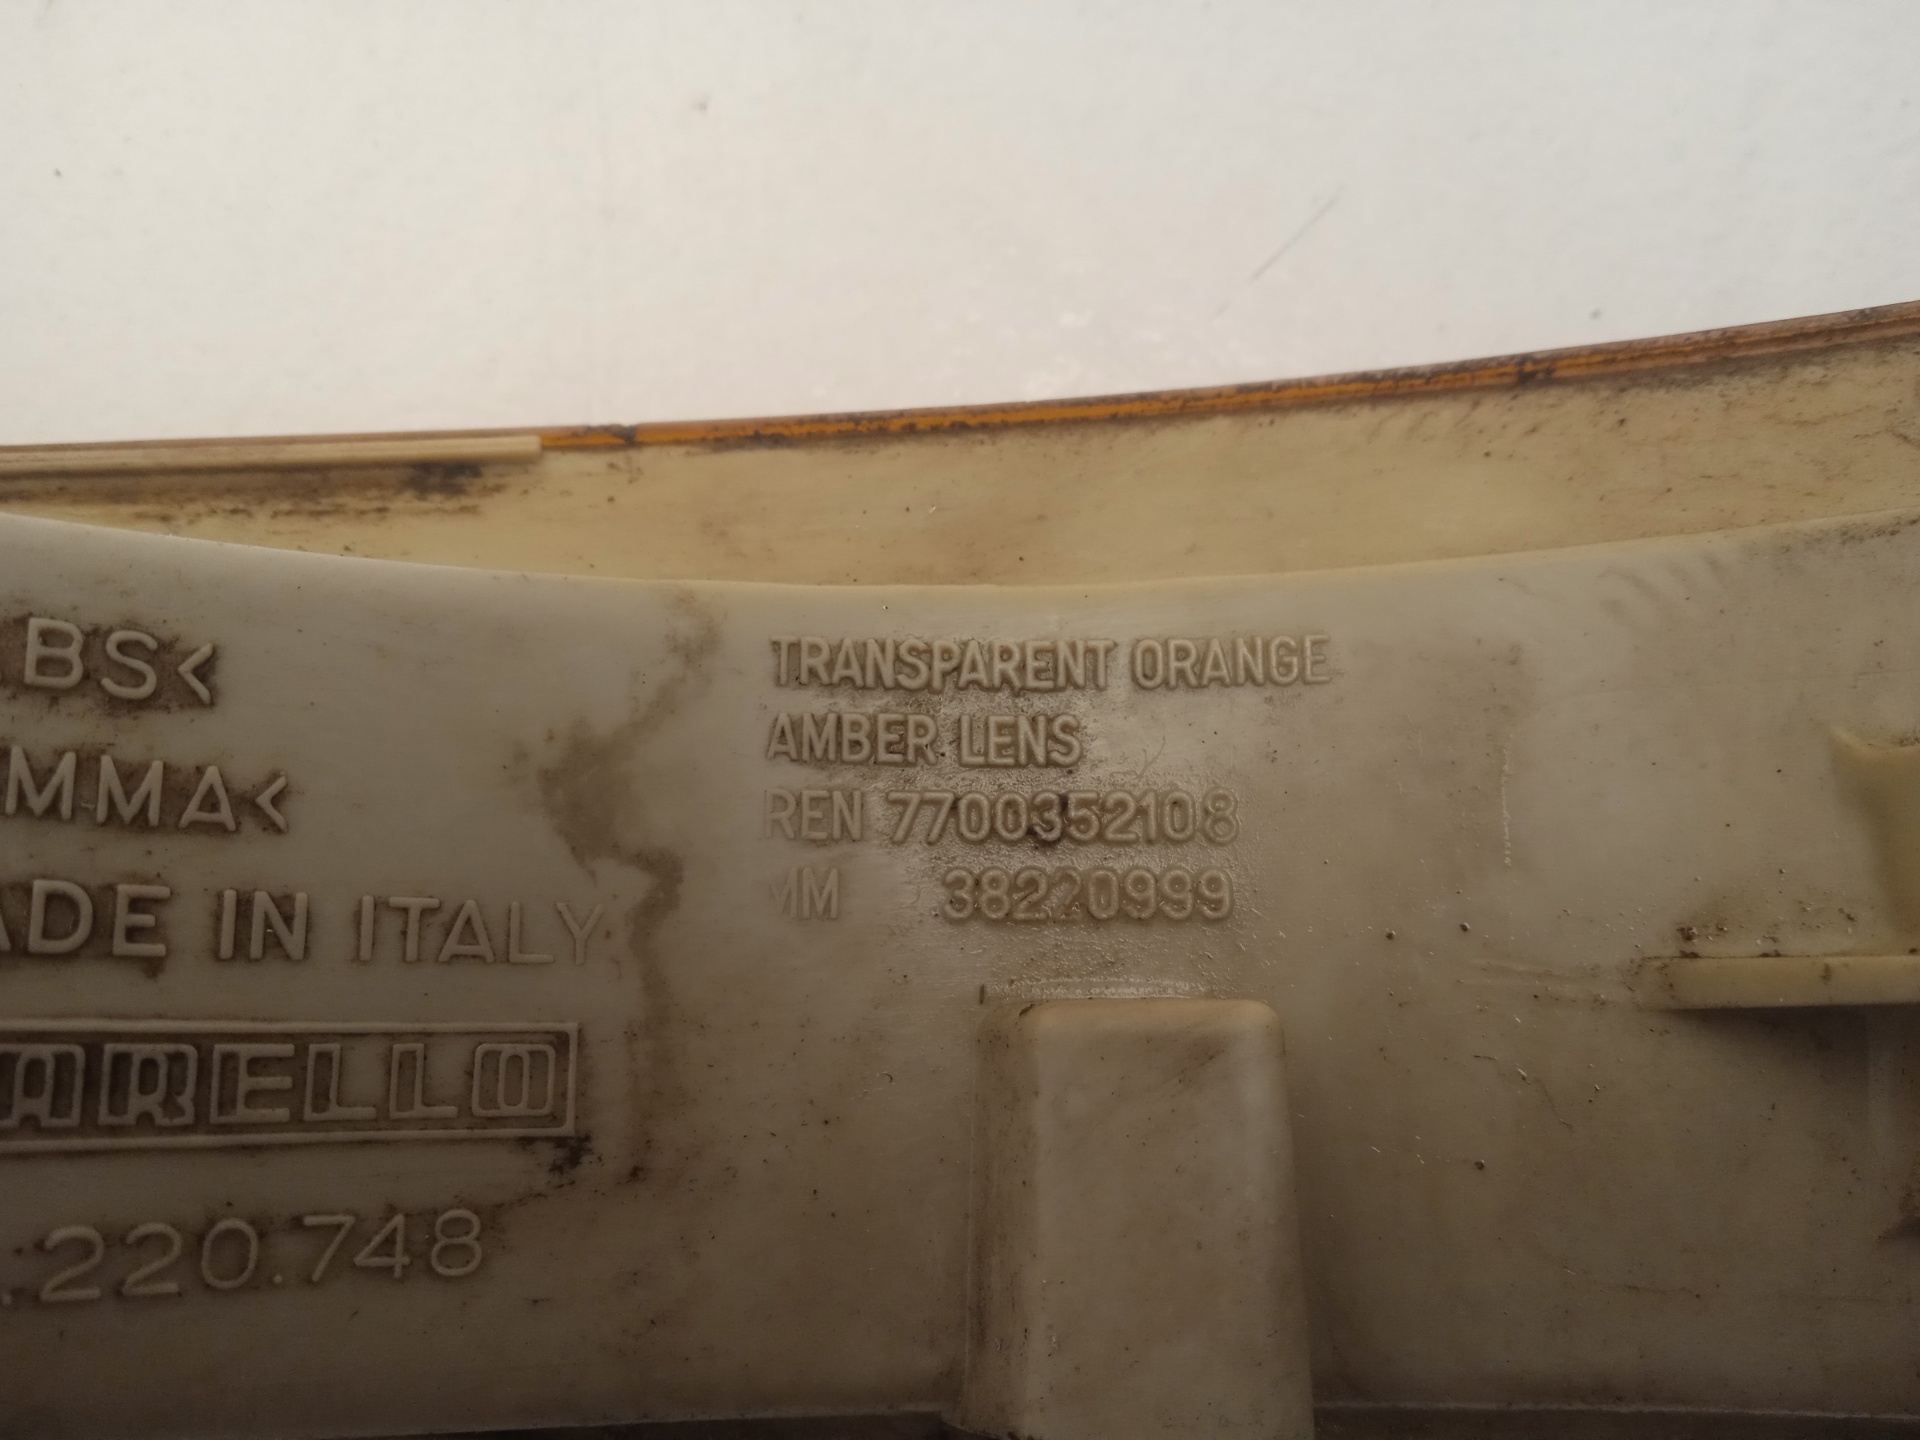 BS<
MMA<
ADE IN ITALY
ARELLO
.220.748
TRANSPARENT ORANGE
AMBER LENS
REN 7700352108
MM 38220999